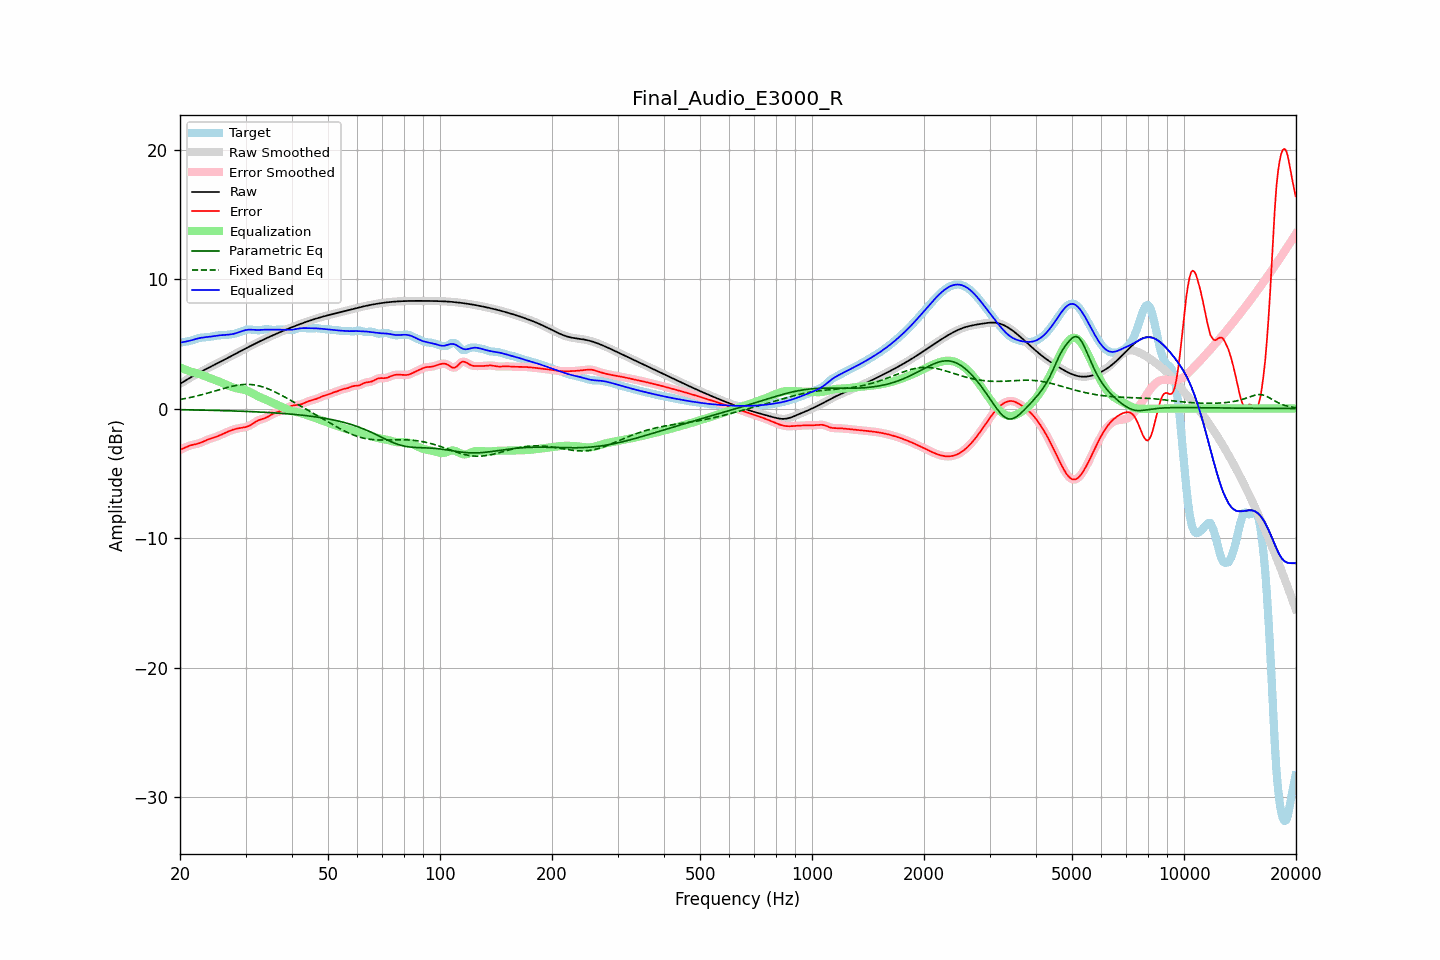 Final_Audio_E3000_R
Target
Raw Smoothed
Error Smoothed
Raw
Error
Equalization
Parametric Eq
Fixed Band Eq
Equalized
20
10
0
−10
−20
−30
Amplitude (dBr)
20
50
100
200
500
1000
2000
5000
10000
20000
Frequency (Hz)